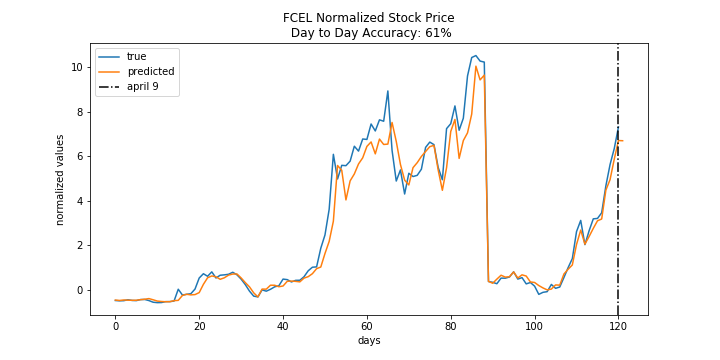 FCEL Normalized Stock Price
Day to Day Accuracy: 61%
true
predicted
april 9
normalized values
10
8
6
4
2
0
0 20 40 60 80 100 120
days